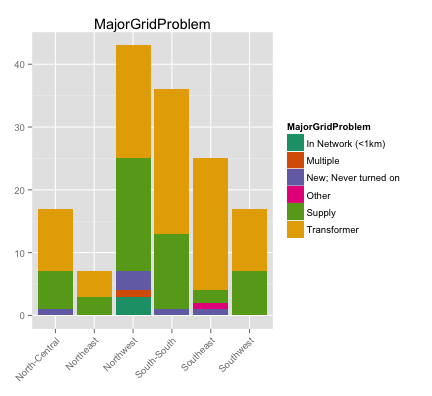 MajorGridProblem
40
30
20
10
0
North-Central
Northeast
Northwest
South-South
Southeast
Southwest
MajorGridProblem
In Network (<1km)
Multiple
New; Never turned on
Other
Supply
Transformer